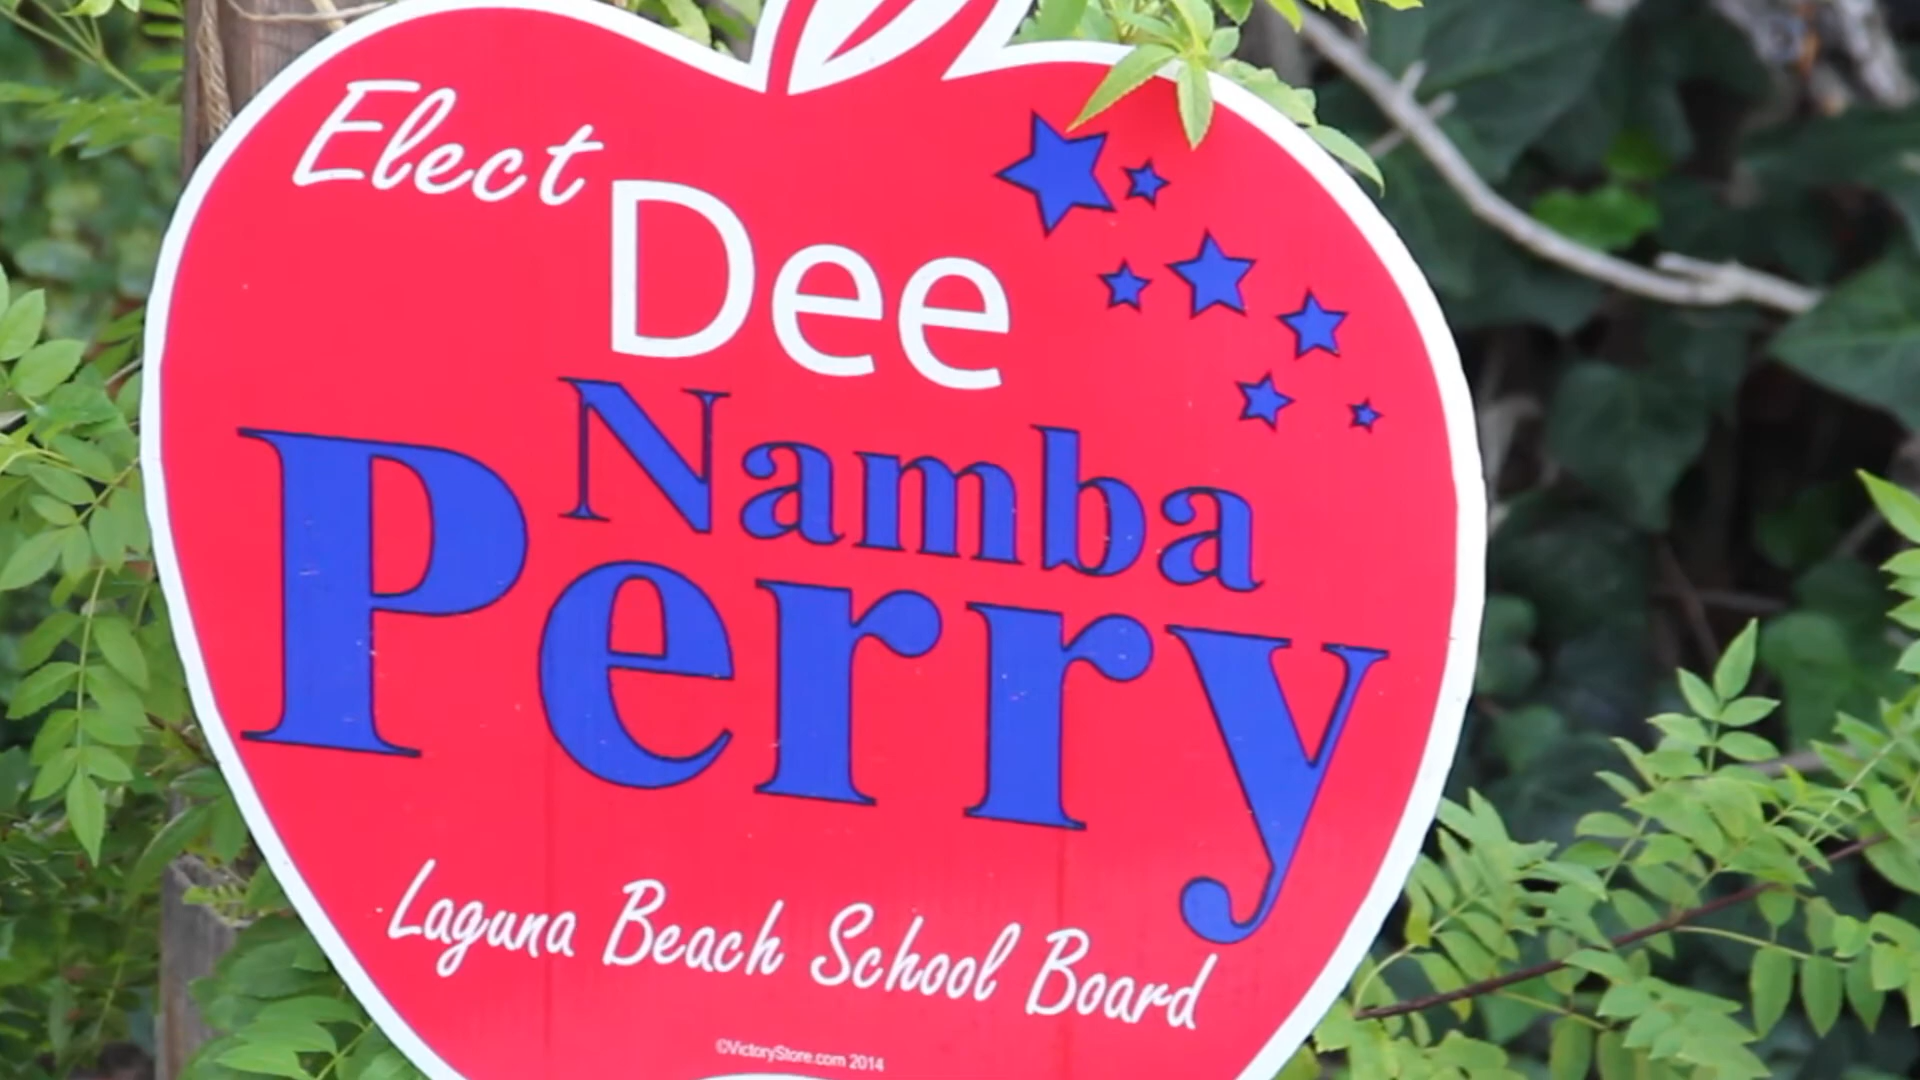 Elect
Dee
Namba
Perry
Laguna Beach School Board
©VictoryStore.com 2014